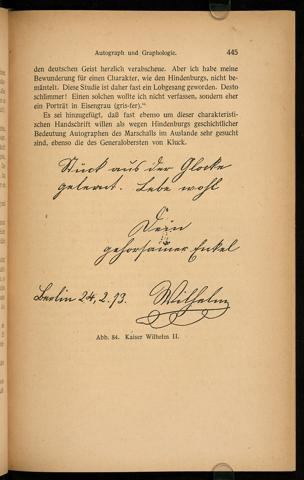 Autograph und Graphologie. 445
den deutschen Geist herzlich verabscheue. Aber ich habe meine
Bewunderung für einen Charakter, wie den Hindenburgs, nicht be-
mäntelt. Diese Studie ist daher fast ein Lobgesang geworden. Desto
schlimmer! Einen solchen wollte ich nicht verfassen, sondern eher
ein Porträt in Eisengrau (gris-fer).“
Es sei hinzugefügt, daß fast ebenso um dieser charakteristi-
schen Handschrift willen als wegen Hindenburgs geschichtlicher
Bedeutung Autographen des Marschalls im Auslande sehr gesucht
sind, ebenso die des Generalobersten von Kluck.
Stück aus der Glocke
gelernt. Lebe wohl
Dein
gehorsamer Enkel
Berlin 24,2.73. Wilhelm
Abb. 84. Kaiser Wilhelm II.